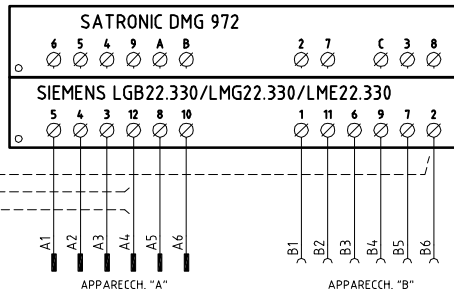 SATRONIC DMG 972
6 5 4 9 A B 2 7 C 3 8
SIEMENS LGB22.330/LMG22.330/LME22.330
5 4 3 12 8 10 1 11 6 9 7 2
A1 A2 A3 A4 A5 A6 B1 B2 B3 B4 B5 B6
APPARECCH. "A" APPARECCH. "B"